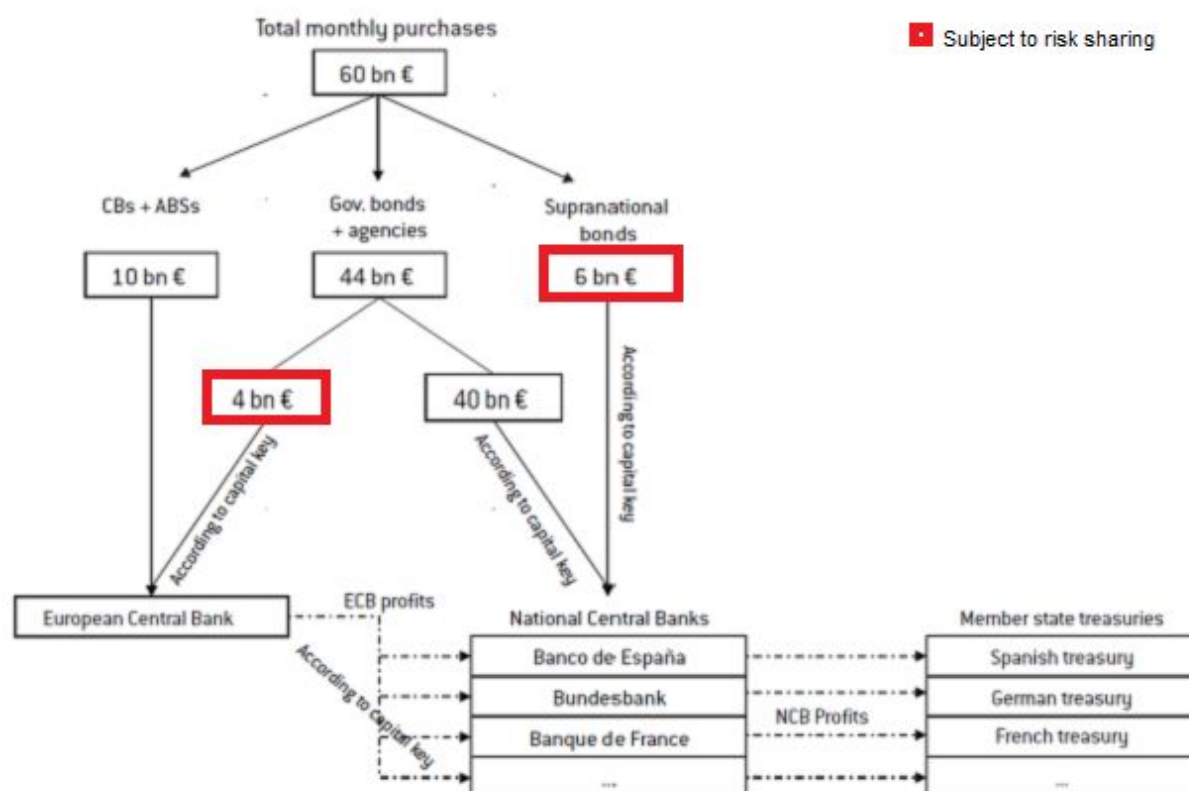 Total monthly purchases
Subject to risk sharing
60 bn €
CBs + ABSs
Gov. bonds
+ agencies
Supranational
bonds
10 bn €
44 bn €
6 bn €
4 bn €
40 bn €
According to capital key
According to capital key
According to capital key
European Central Bank
ECB profits
According to capital key
National Central Banks
Member state treasuries
Banco de España
Spanish treasury
Bundesbank
German treasury
NCB Profits
Banque de France
French treasury
...
...